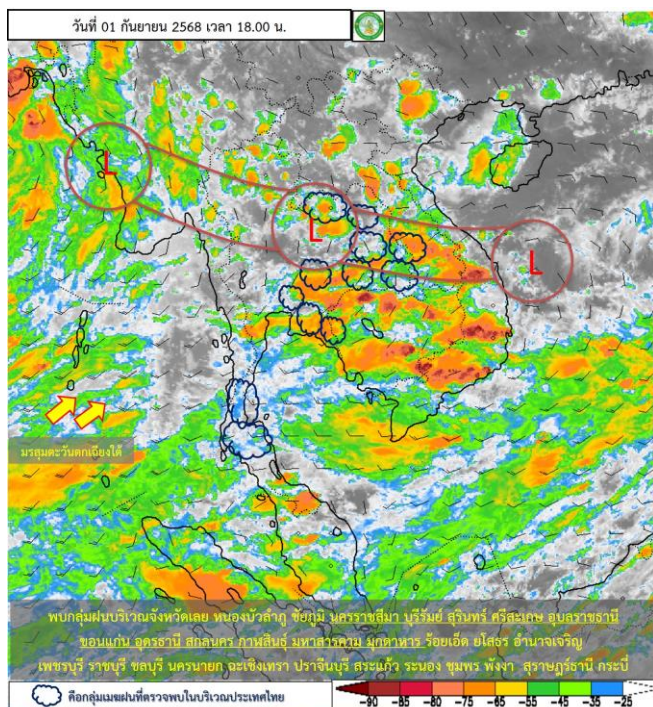 วันที่ 01 กันยายน 2568 เวลา 18.00 น.
L
L
L
มรสุมตะวันตกเฉียงใต้
พบกลุ่มฝนบริเวณจังหวัดเลย หนองบัวลำภู ชัยภูมิ นครราชสีมา บุรีรัมย์ สุรินทร์ ศรีสะเกษ อุบลราชธานี
ขอนแก่น อุดรธานี สกลนคร กาฬสินธุ์ มหาสารคาม มุกดาหาร ร้อยเอ็ด ยโสธร อำนาจเจริญ
เพชรบุรี ราชบุรี ชลบุรี นครนายก ฉะเชิงเทรา ปราจีนบุรี สระแก้ว ระนอง ชุมพร พังงา สุราษฎร์ธานี กระบี่
คือกลุ่มเมฆฝนที่ตรวจพบในบริเวณประเทศไทย
-90 -85 -80 -75 -65 -55 -45 -35 -25